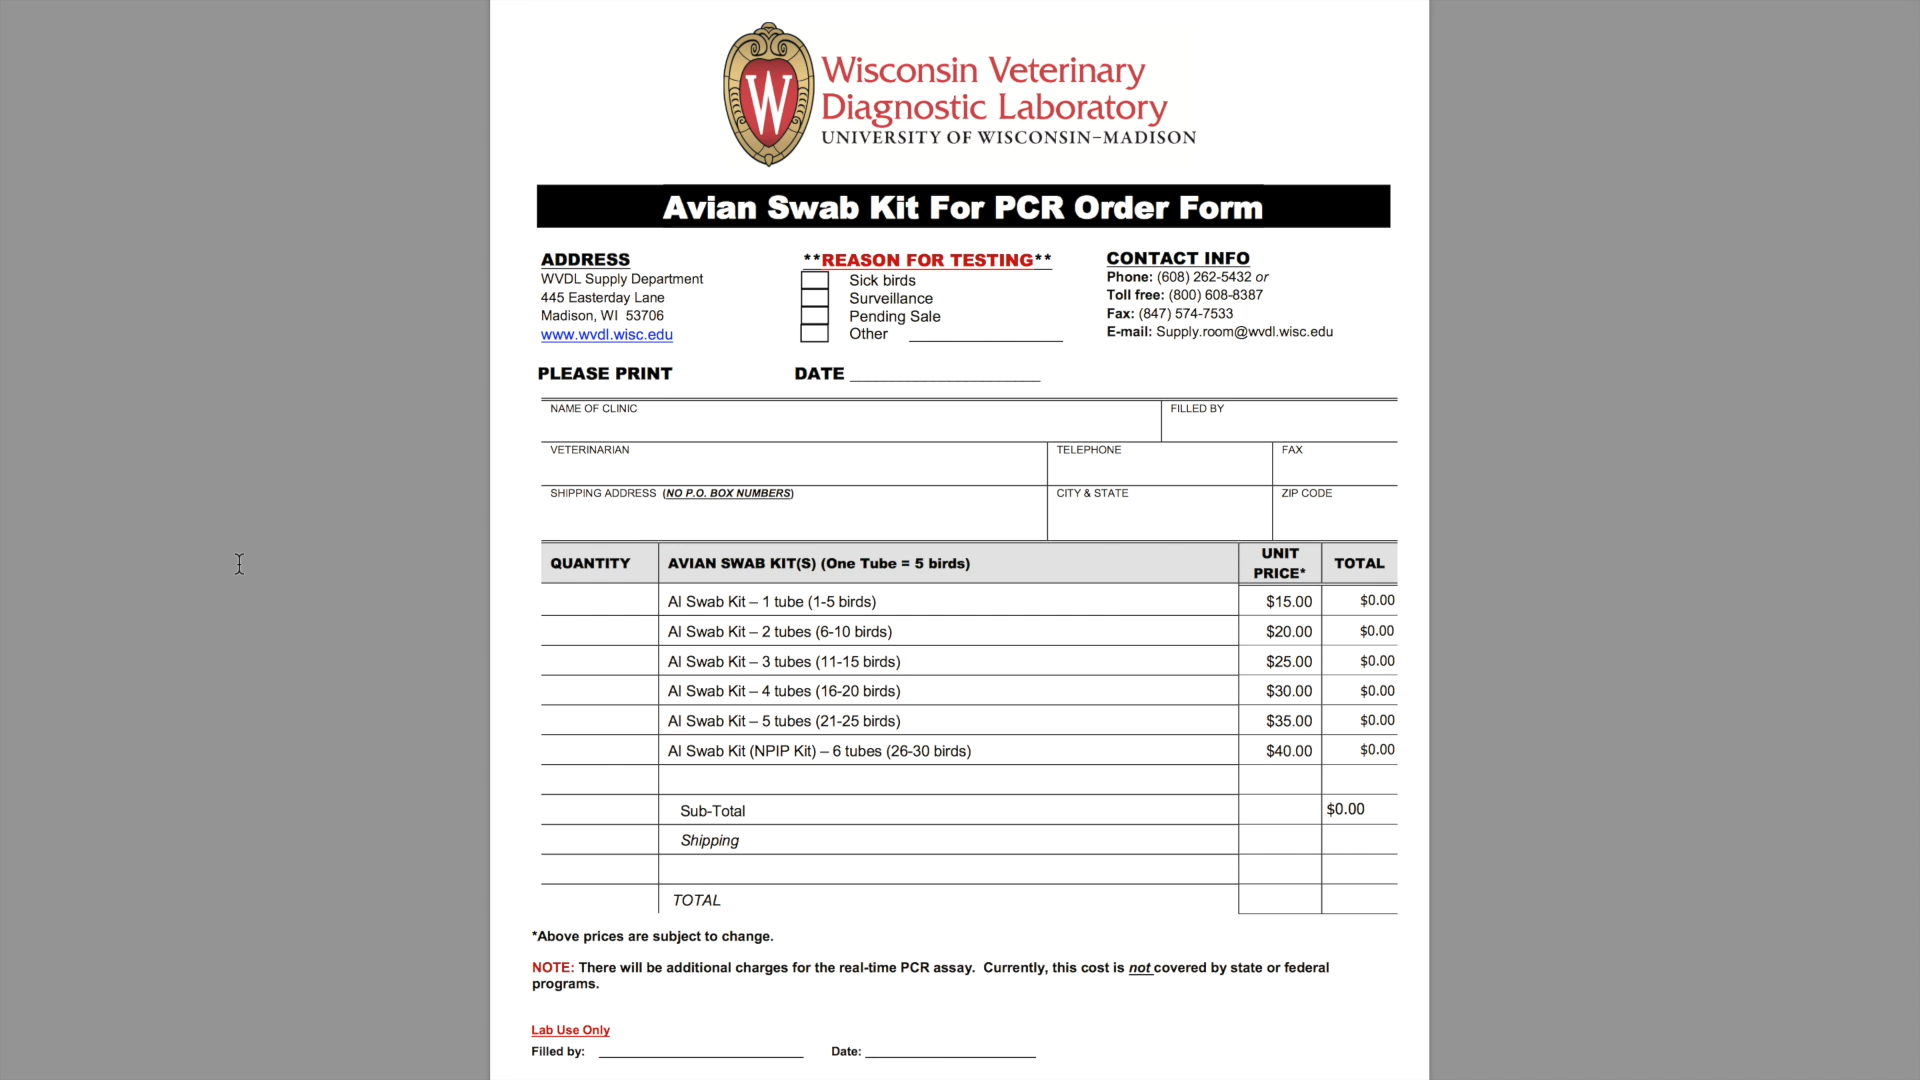 W
Wisconsin Veterinary
Diagnostic Laboratory
UNIVERSITY OF WISCONSIN–MADISON
Avian Swab Kit For PCR Order Form
ADDRESS
WVDL Supply Department
445 Easterday Lane
Madison, WI 53706
www.wvdl.wisc.edu
**REASON FOR TESTING**
Sick birds
Surveillance
Pending Sale
Other
CONTACT INFO
Phone: (608) 262-5432 or
Toll free: (800) 608-8387
Fax: (847) 574-7533
E-mail: Supply.room@wvdl.wisc.edu
PLEASE PRINT DATE
NAME OF CLINIC FILLED BY
VETERINARIAN TELEPHONE FAX
SHIPPING ADDRESS (NO P.O. BOX NUMBERS) CITY & STATE ZIP CODE
QUANTITY AVIAN SWAB KIT(S) (One Tube = 5 birds) UNIT PRICE* TOTAL
AI Swab Kit – 1 tube (1-5 birds) $15.00 $0.00
AI Swab Kit – 2 tubes (6-10 birds) $20.00 $0.00
AI Swab Kit – 3 tubes (11-15 birds) $25.00 $0.00
AI Swab Kit – 4 tubes (16-20 birds) $30.00 $0.00
AI Swab Kit – 5 tubes (21-25 birds) $35.00 $0.00
AI Swab Kit (NPIP Kit) – 6 tubes (26-30 birds) $40.00 $0.00
Sub-Total $0.00
Shipping
TOTAL
*Above prices are subject to change.
NOTE: There will be additional charges for the real-time PCR assay. Currently, this cost is not covered by state or federal
programs.
Lab Use Only
Filled by: Date: